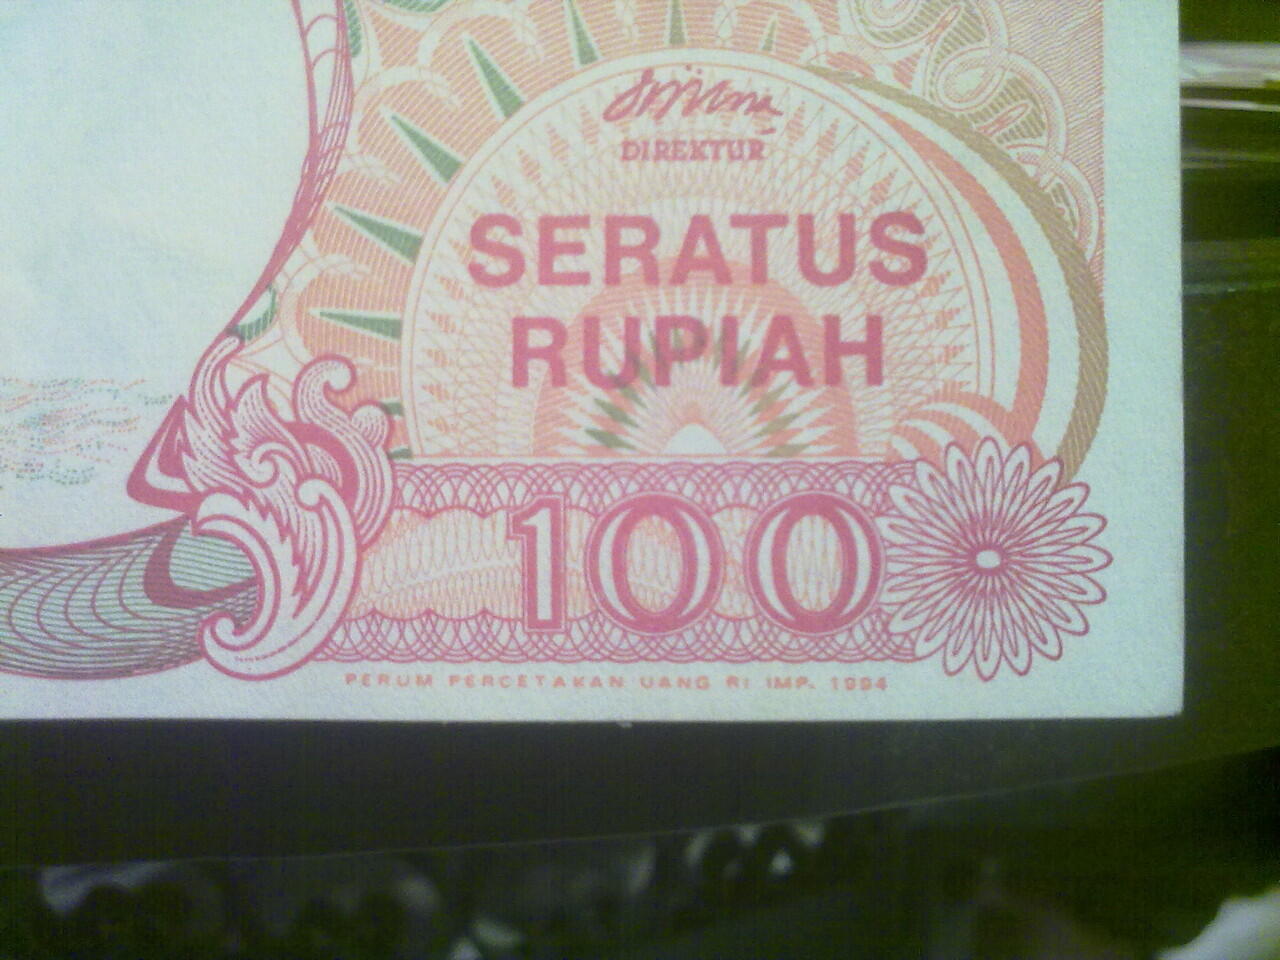 DIREKTUR
SERATUS
RUPIAH
100
PERUM PERCETAKAN UANG RI IMP. 1994